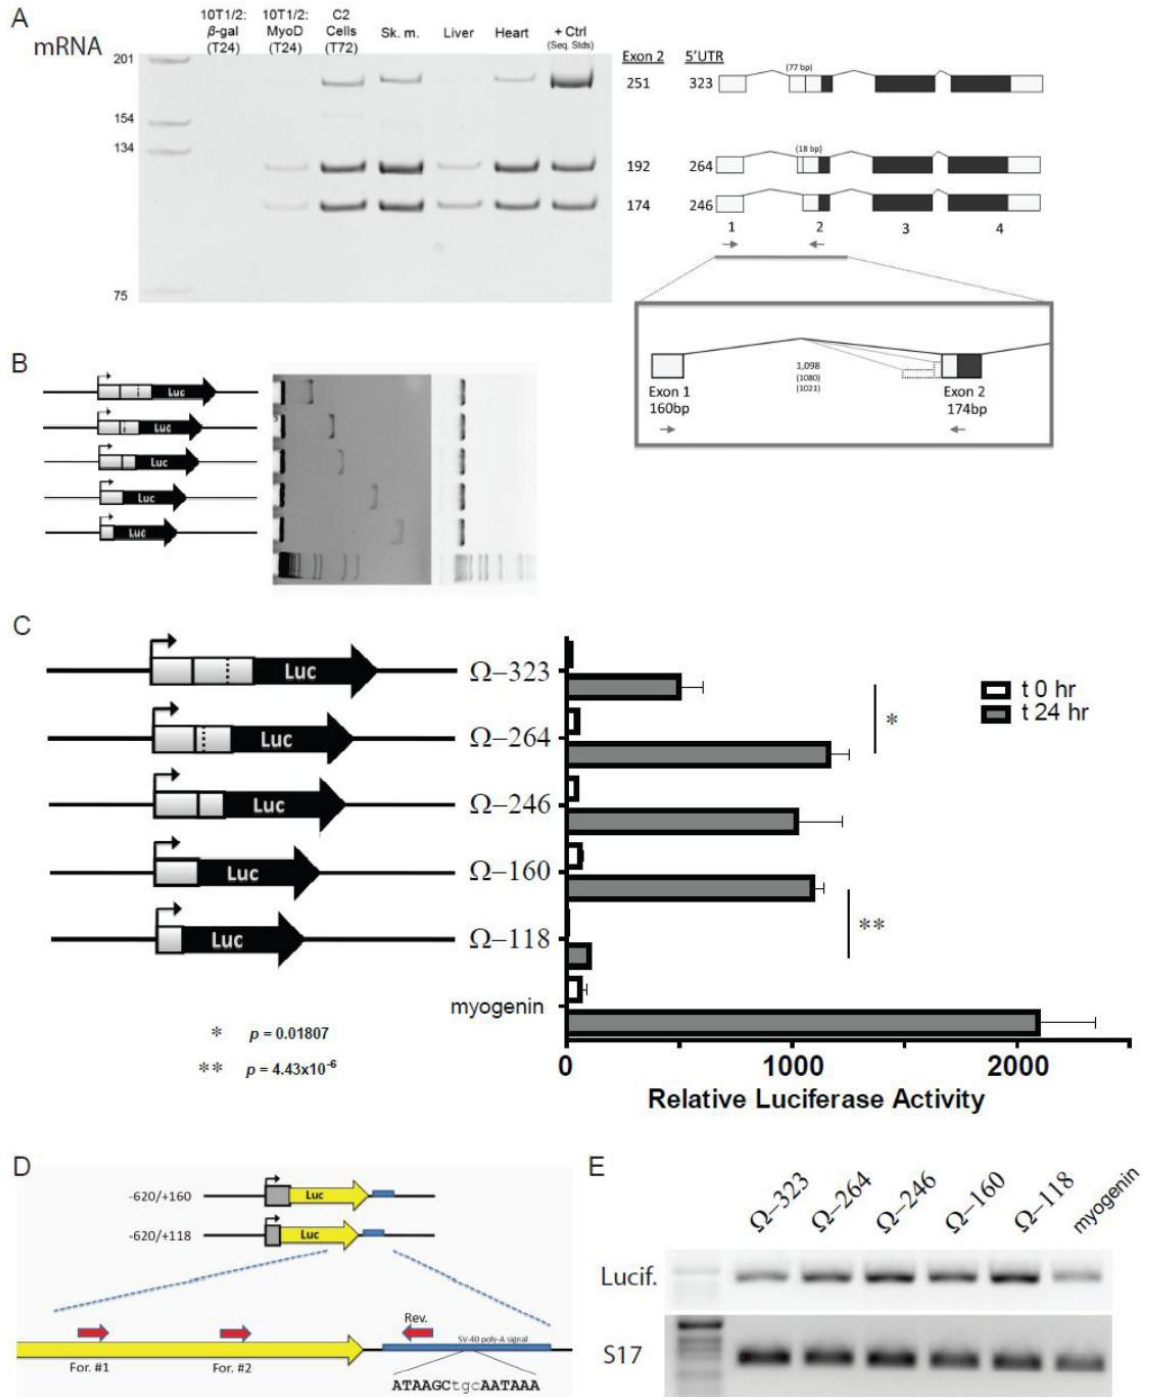 A
mRNA
10T1/2: β-gal (T24)
10T1/2: MyoD (T24)
C2 Cells (T72)
Sk. m.
Liver
Heart
+ Ctrl (Seq. Stds)
201
154
134
75
Exon 2 5'UTR
(77 bp)
251 323
(18 bp)
192 264
174 246
1 2 3 4
1,098
(1080)
(1021)
Exon 1
160bp
Exon 2
174bp
B
Luc
Luc
Luc
Luc
Luc
C
Luc Ω–323
Luc Ω–264
Luc Ω–246
Luc Ω–160
Luc Ω–118
myogenin
t 0 hr
t 24 hr
*
**
* p = 0.01807
** p = 4.43x10⁻⁶
0 1000 2000
Relative Luciferase Activity
D
-620/+160 Luc
-620/+118 Luc
For. #1
For. #2
Rev.
SV-40 poly-A signal
ATAAGCtgcAATAAA
E
Ω–323 Ω–264 Ω–246 Ω–160 Ω–118 myogenin
Lucif.
S17